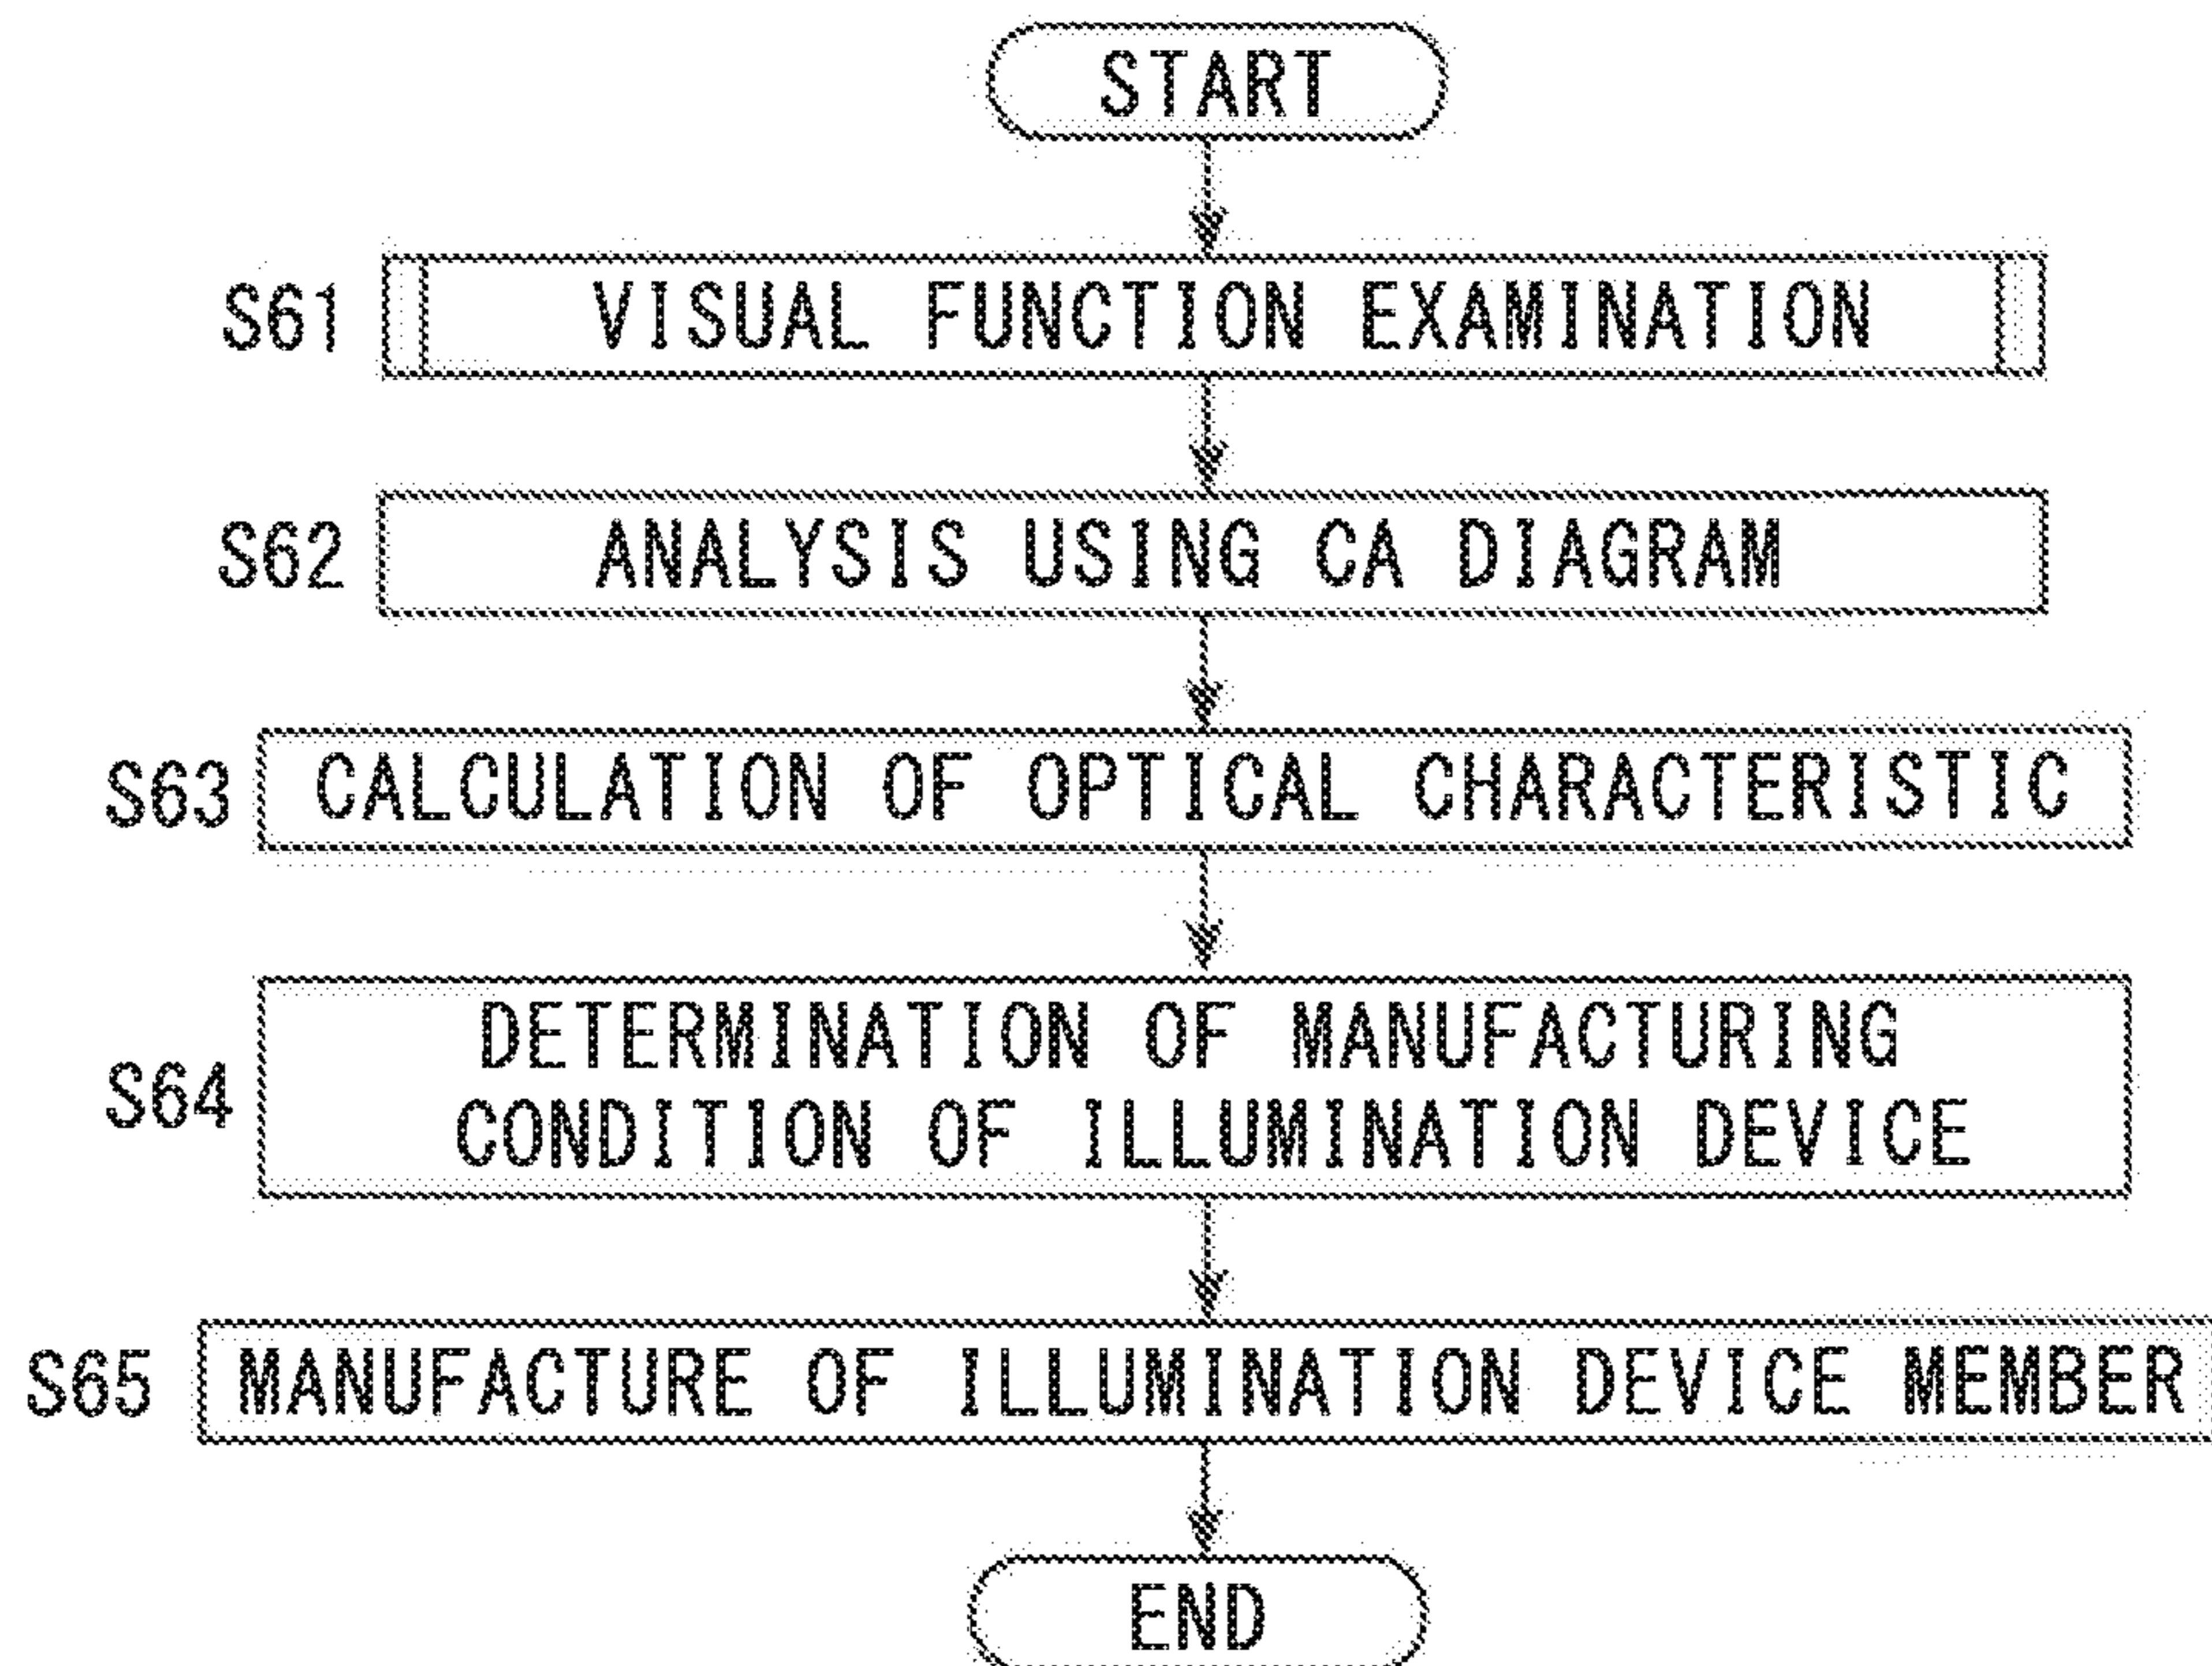 START
S61 VISUAL FUNCTION EXAMINATION
S62 ANALYSIS USING CA DIAGRAM
S63 CALCULATION OF OPTICAL CHARACTERISTIC
S64 DETERMINATION OF MANUFACTURING
CONDITION OF ILLUMINATION DEVICE
S65 MANUFACTURE OF ILLUMINATION DEVICE MEMBER
END